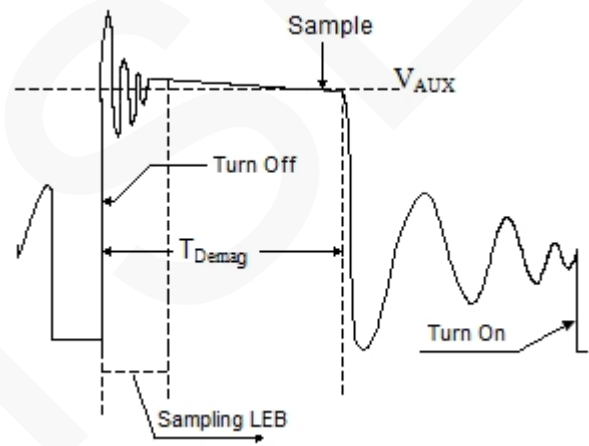 Sample
VAUX
Turn Off
TDemag
Turn On
Sampling LEB